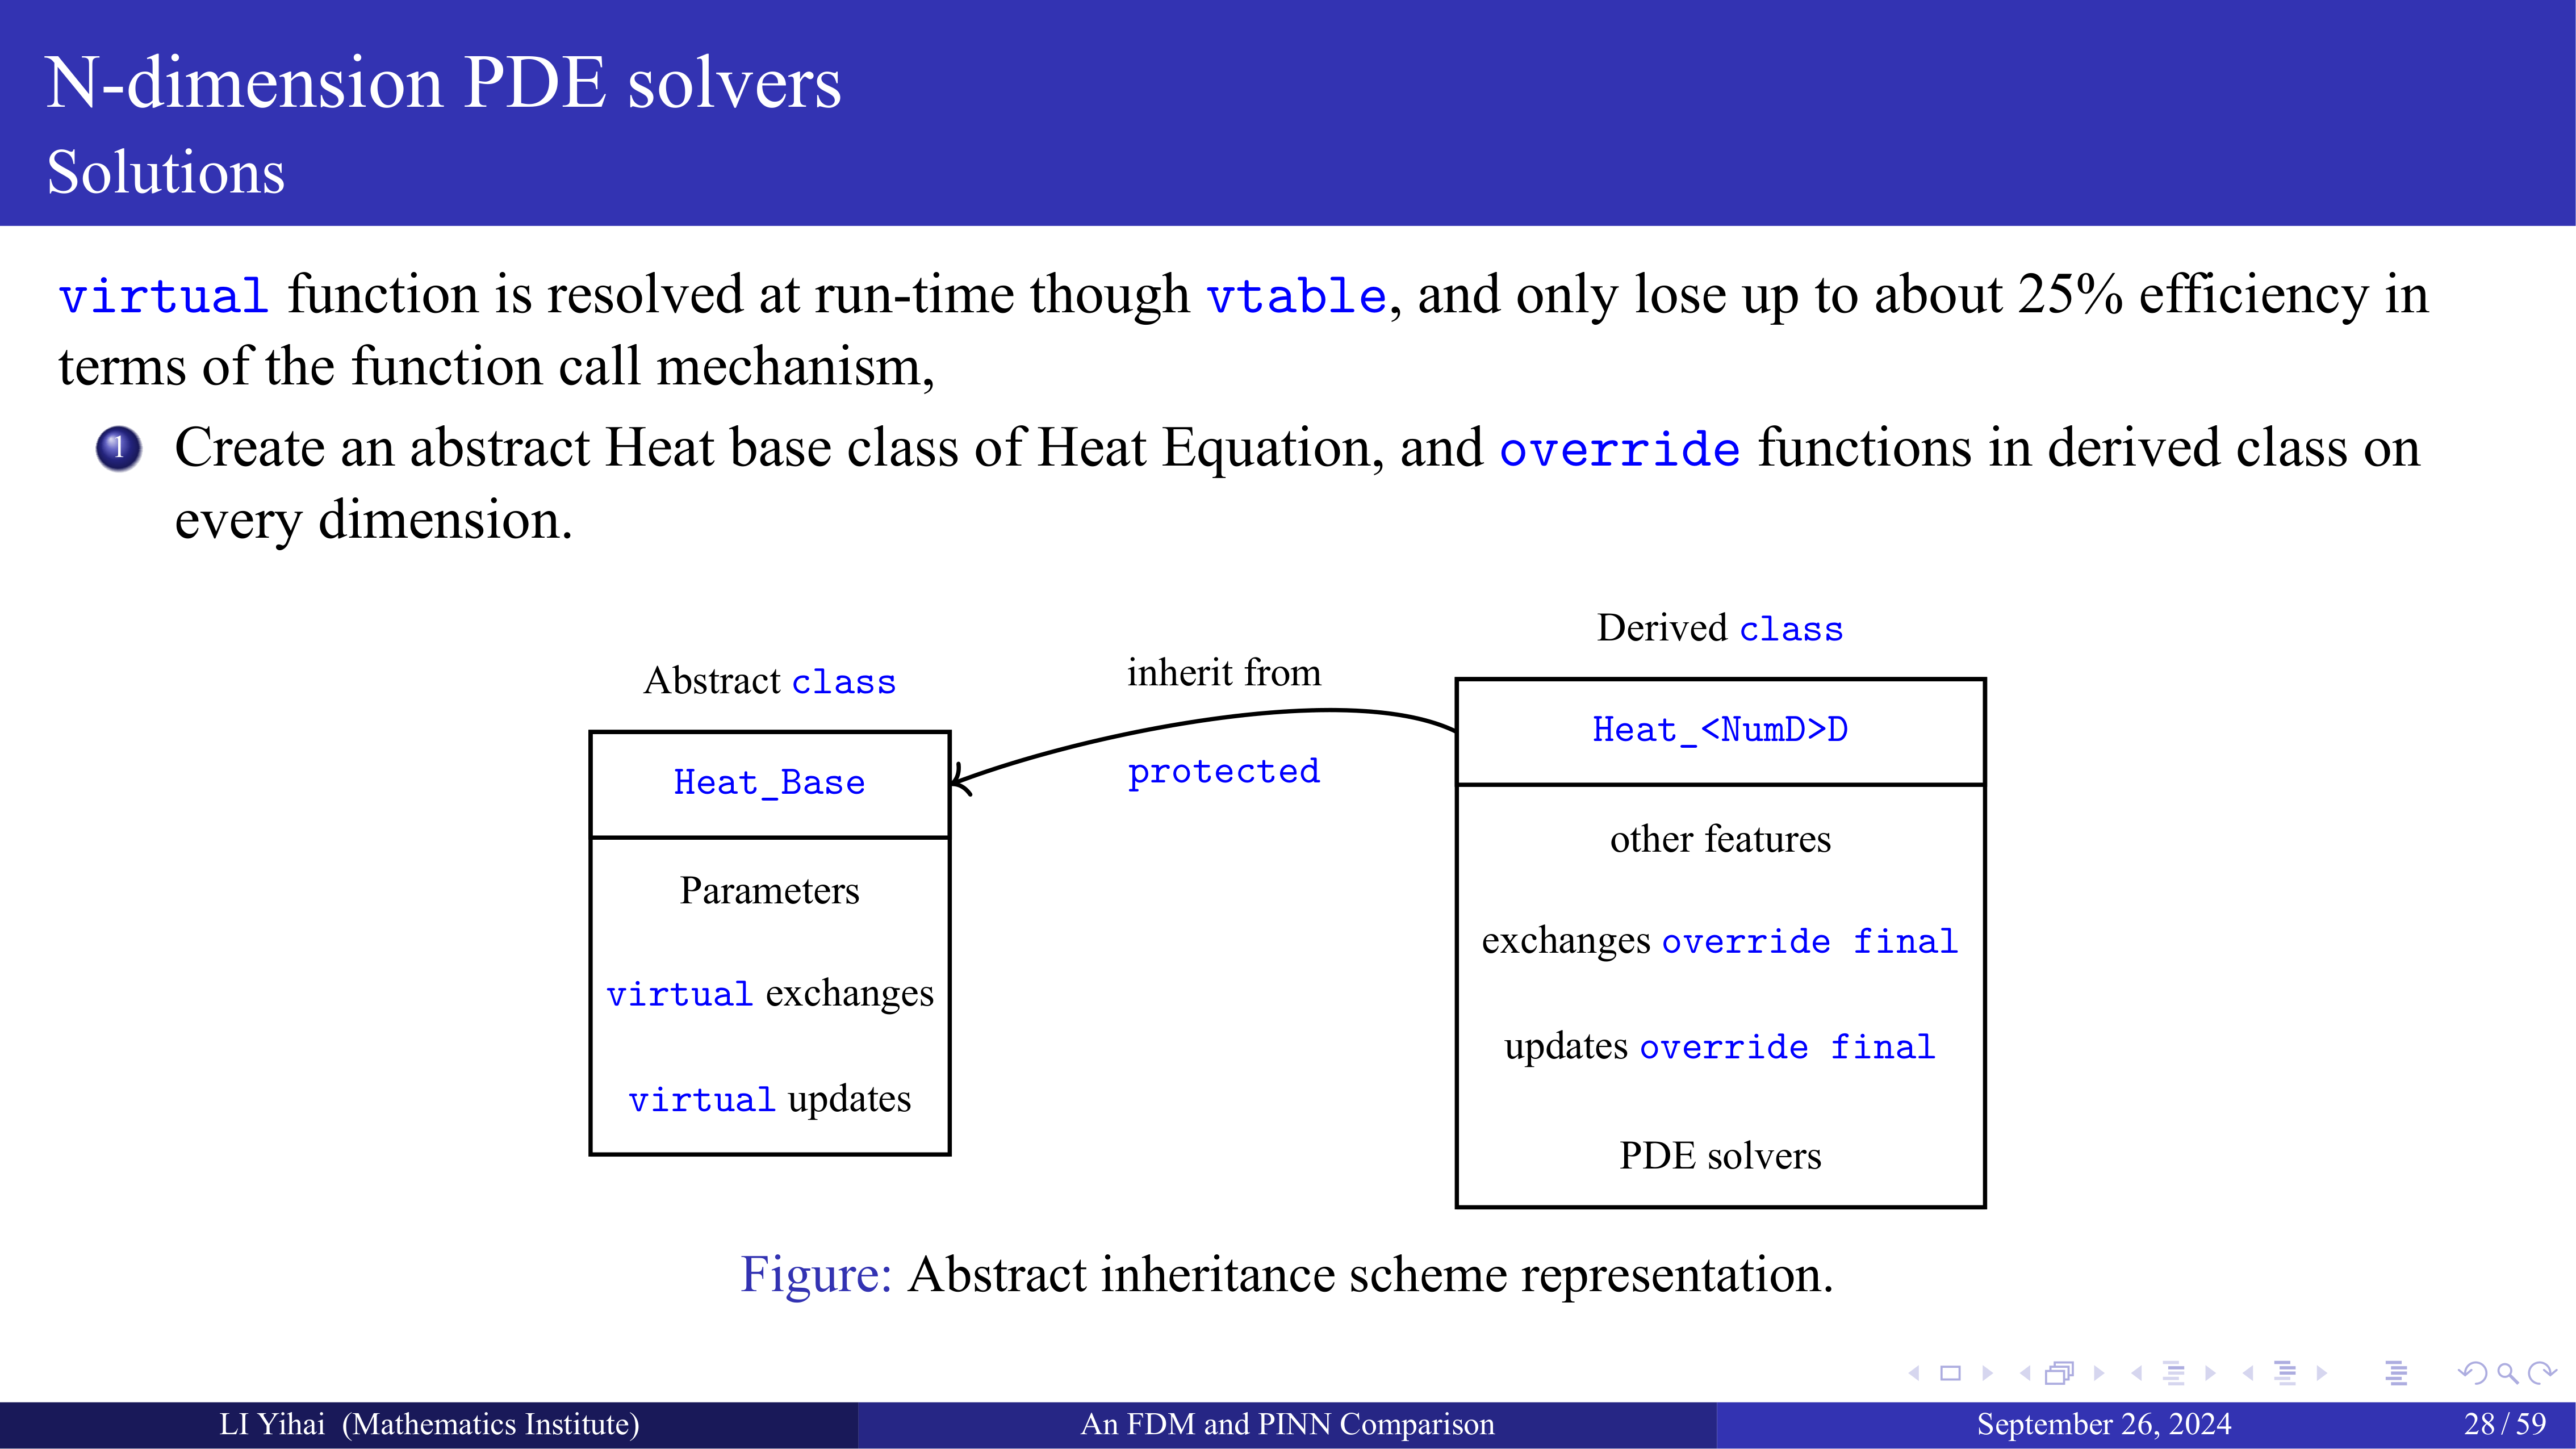 N-dimension PDE solvers
Solutions
virtual function is resolved at run-time though vtable, and only lose up to about 25% efficiency in
terms of the function call mechanism,
1 Create an abstract Heat base class of Heat Equation, and override functions in derived class on
every dimension.
Abstract class
Heat_Base
Parameters
virtual exchanges
virtual updates
inherit from
protected
Derived class
Heat_<NumD>D
other features
exchanges override final
updates override final
PDE solvers
Figure: Abstract inheritance scheme representation.
LI Yihai (Mathematics Institute)
An FDM and PINN Comparison
September 26, 2024
28 / 59